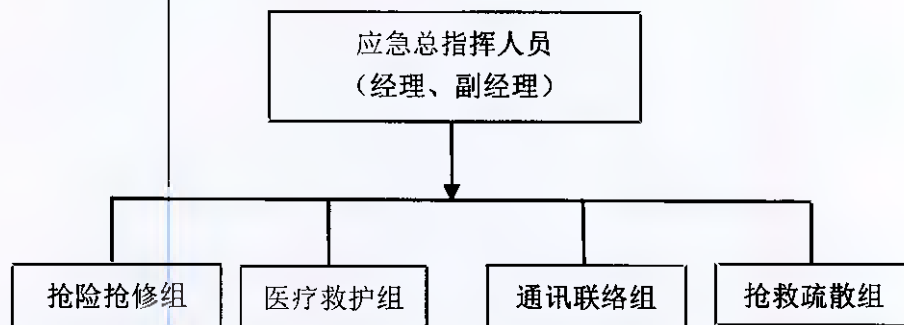 应急总指挥人员
（经理、副经理）
抢险抢修组
医疗救护组
通讯联络组
抢救疏散组